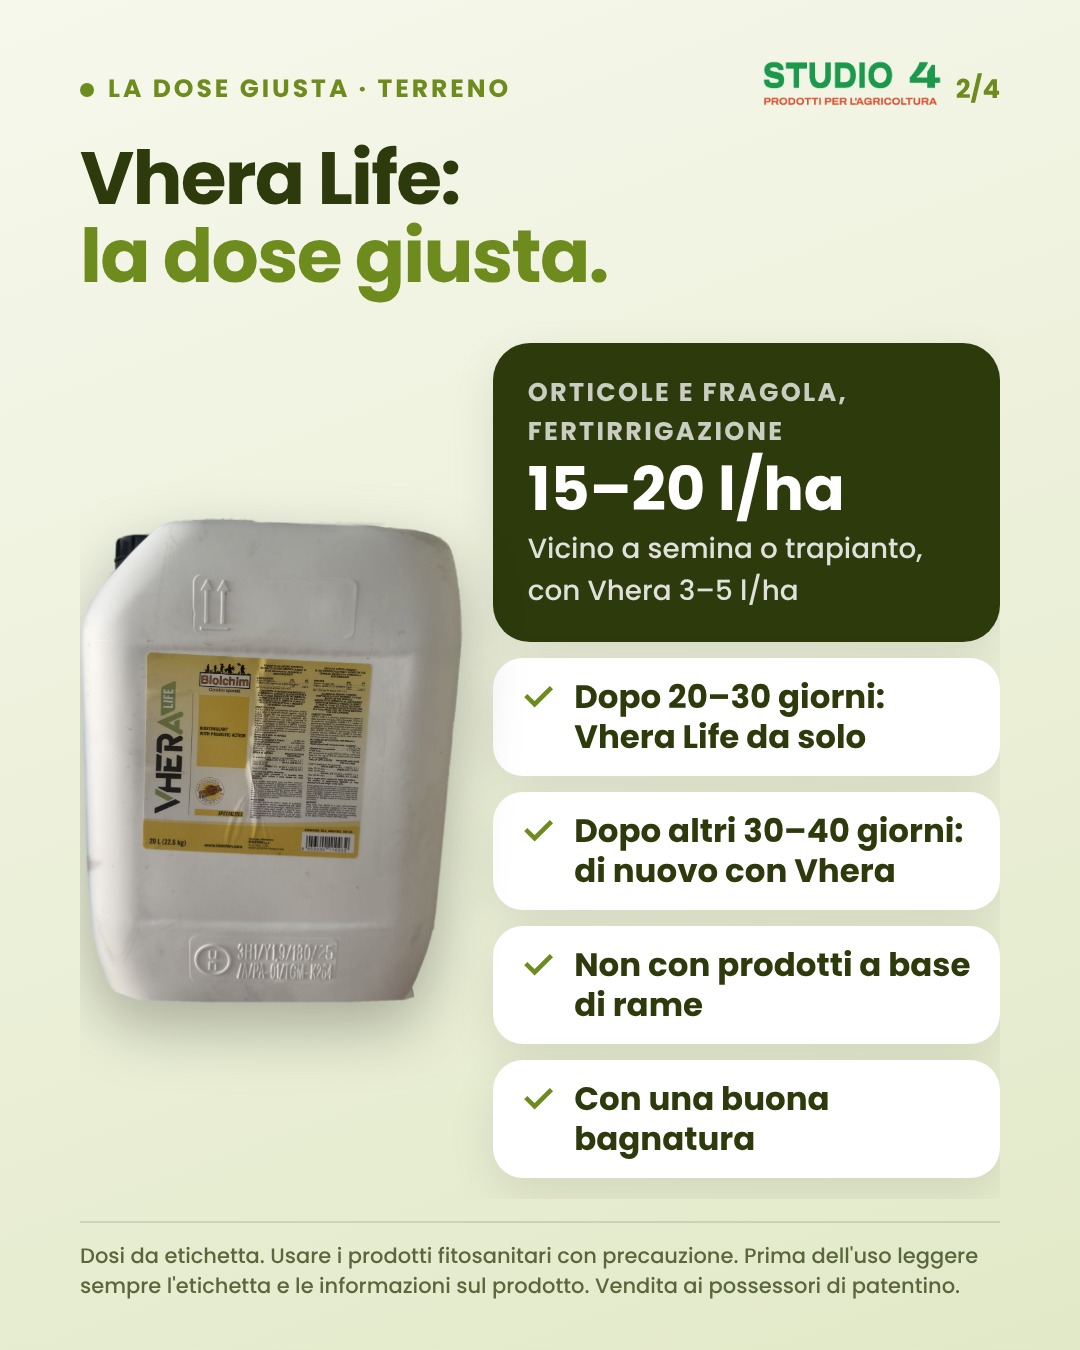 LA DOSE GIUSTA · TERRENO
STUDIO 4
PRODOTTI PER L'AGRICOLTURA
2/4
Vhera Life:
la dose giusta.
ORTICOLE E FRAGOLA,
FERTIRRIGAZIONE
15–20 l/ha
Vicino a semina o trapianto,
con Vhera 3–5 l/ha
Biolchim
VHERA LIFE
BIOSTIMULANT
WITH PROBIOTIC ACTION
20 L (22.6 kg)
Dopo 20–30 giorni:
Vhera Life da solo
Dopo altri 30–40 giorni:
di nuovo con Vhera
Non con prodotti a base
di rame
Con una buona
bagnatura
Dosi da etichetta. Usare i prodotti fitosanitari con precauzione. Prima dell'uso leggere
sempre l'etichetta e le informazioni sul prodotto. Vendita ai possessori di patentino.